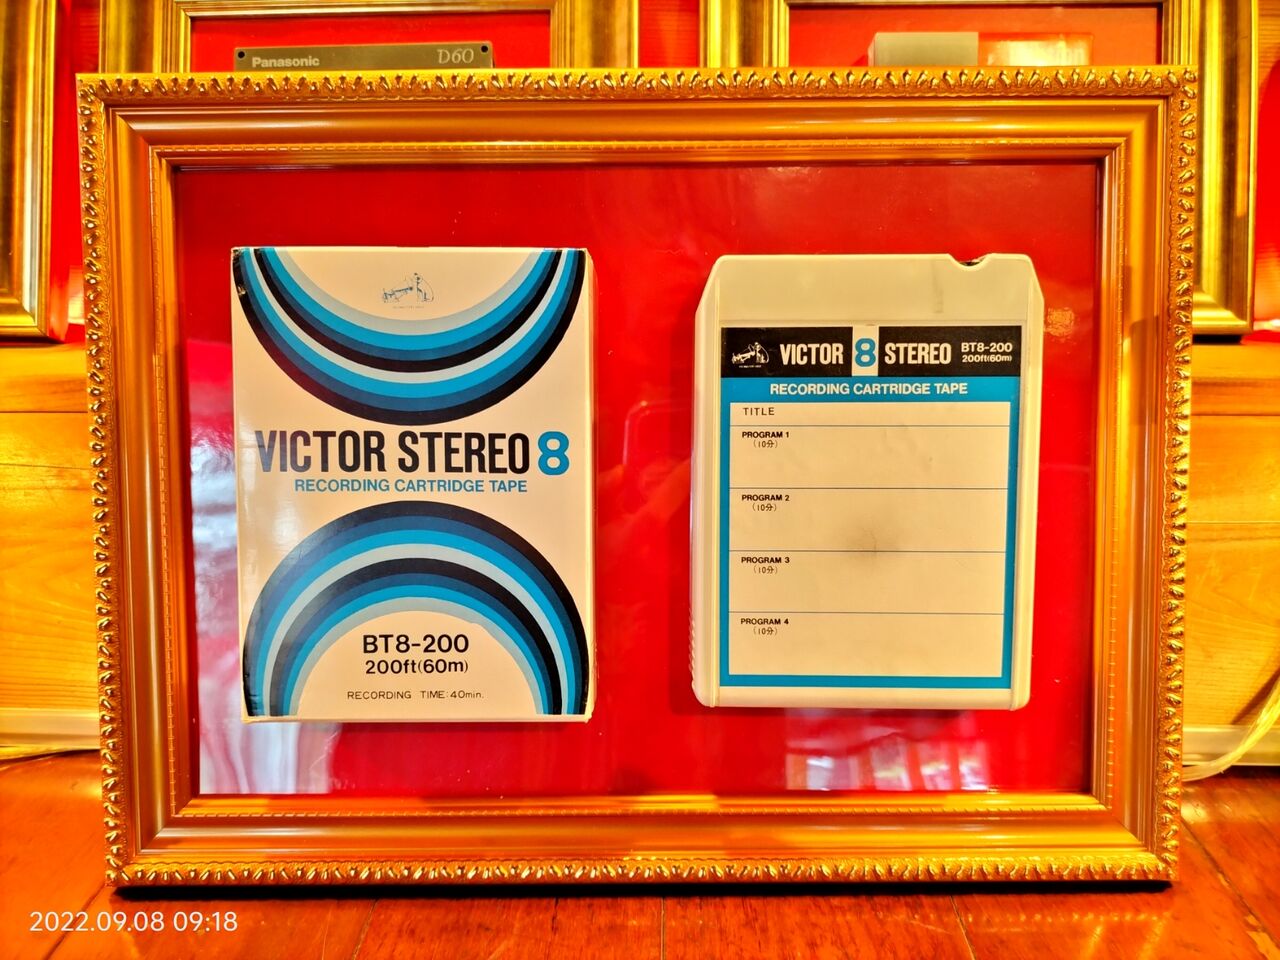 Panasonic
D60
VICTOR STEREO 8
RECORDING CARTRIDGE TAPE
BT8-200
200ft(60m)
RECORDING TIME:40min.
VICTOR 8 STEREO
BT8-200
200ft(60m)
RECORDING CARTRIDGE TAPE
TITLE
PROGRAM 1
(10分)
PROGRAM 2
(10分)
PROGRAM 3
(10分)
PROGRAM 4
(10分)
2022.09.08 09:18